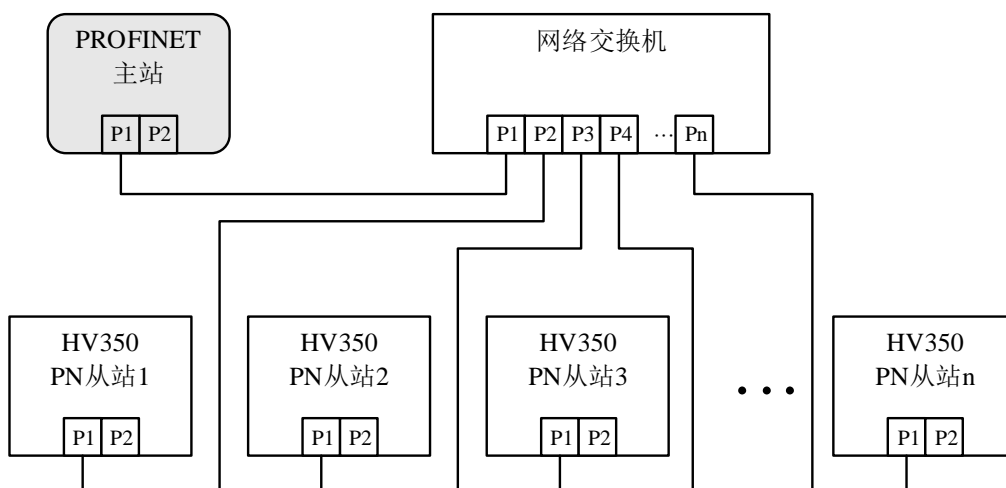 PROFINET
主站
P1 P2
网络交换机
P1 P2 P3 P4 ... Pn
HV350
PN从站1
P1 P2
HV350
PN从站2
P1 P2
HV350
PN从站3
P1 P2
...
HV350
PN从站n
P1 P2